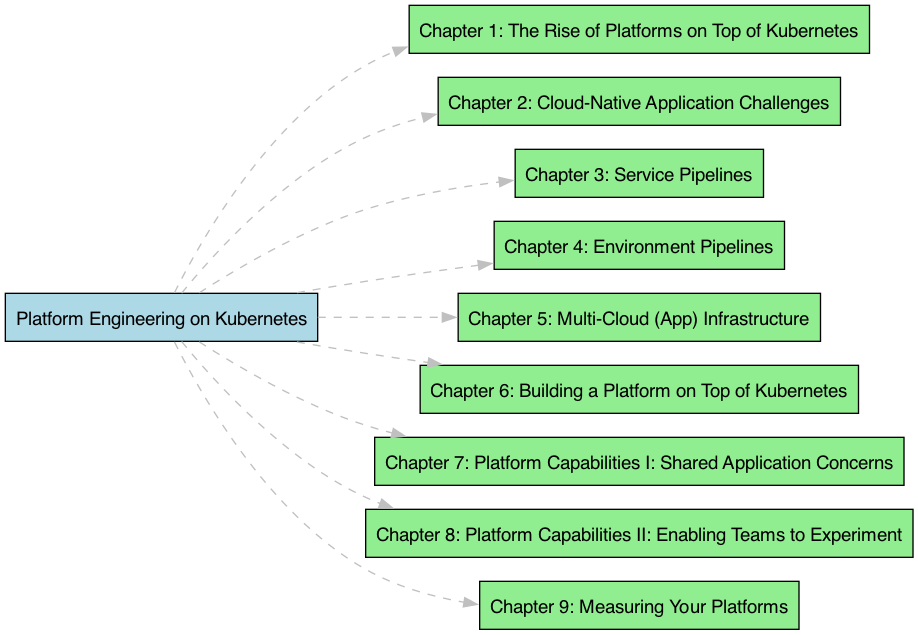 Chapter 1: The Rise of Platforms on Top of Kubernetes
Chapter 2: Cloud-Native Application Challenges
Chapter 3: Service Pipelines
Chapter 4: Environment Pipelines
Platform Engineering on Kubernetes
Chapter 5: Multi-Cloud (App) Infrastructure
Chapter 6: Building a Platform on Top of Kubernetes
Chapter 7: Platform Capabilities I: Shared Application Concerns
Chapter 8: Platform Capabilities II: Enabling Teams to Experiment
Chapter 9: Measuring Your Platforms